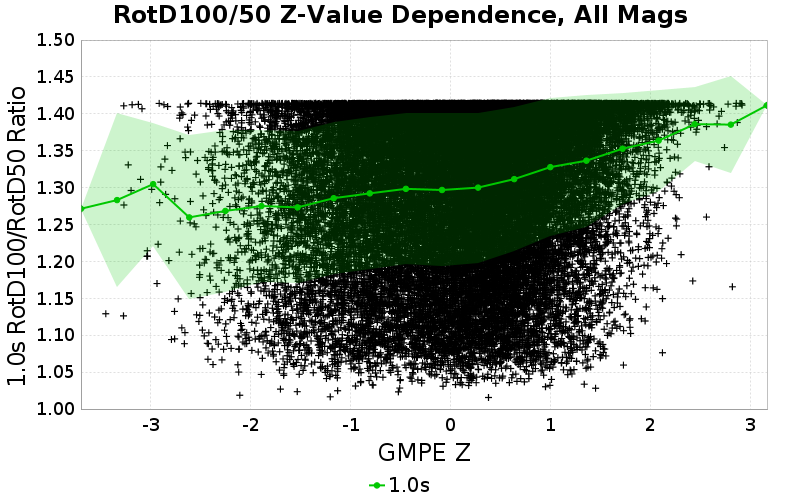 RotD100/50 Z-Value Dependence, All Mags
1.0s RotD100/RotD50 Ratio
1.50
1.45
1.40
1.35
1.30
1.25
1.20
1.15
1.10
1.05
1.00
-3 -2 -1 0 1 2 3
GMPE Z
1.0s